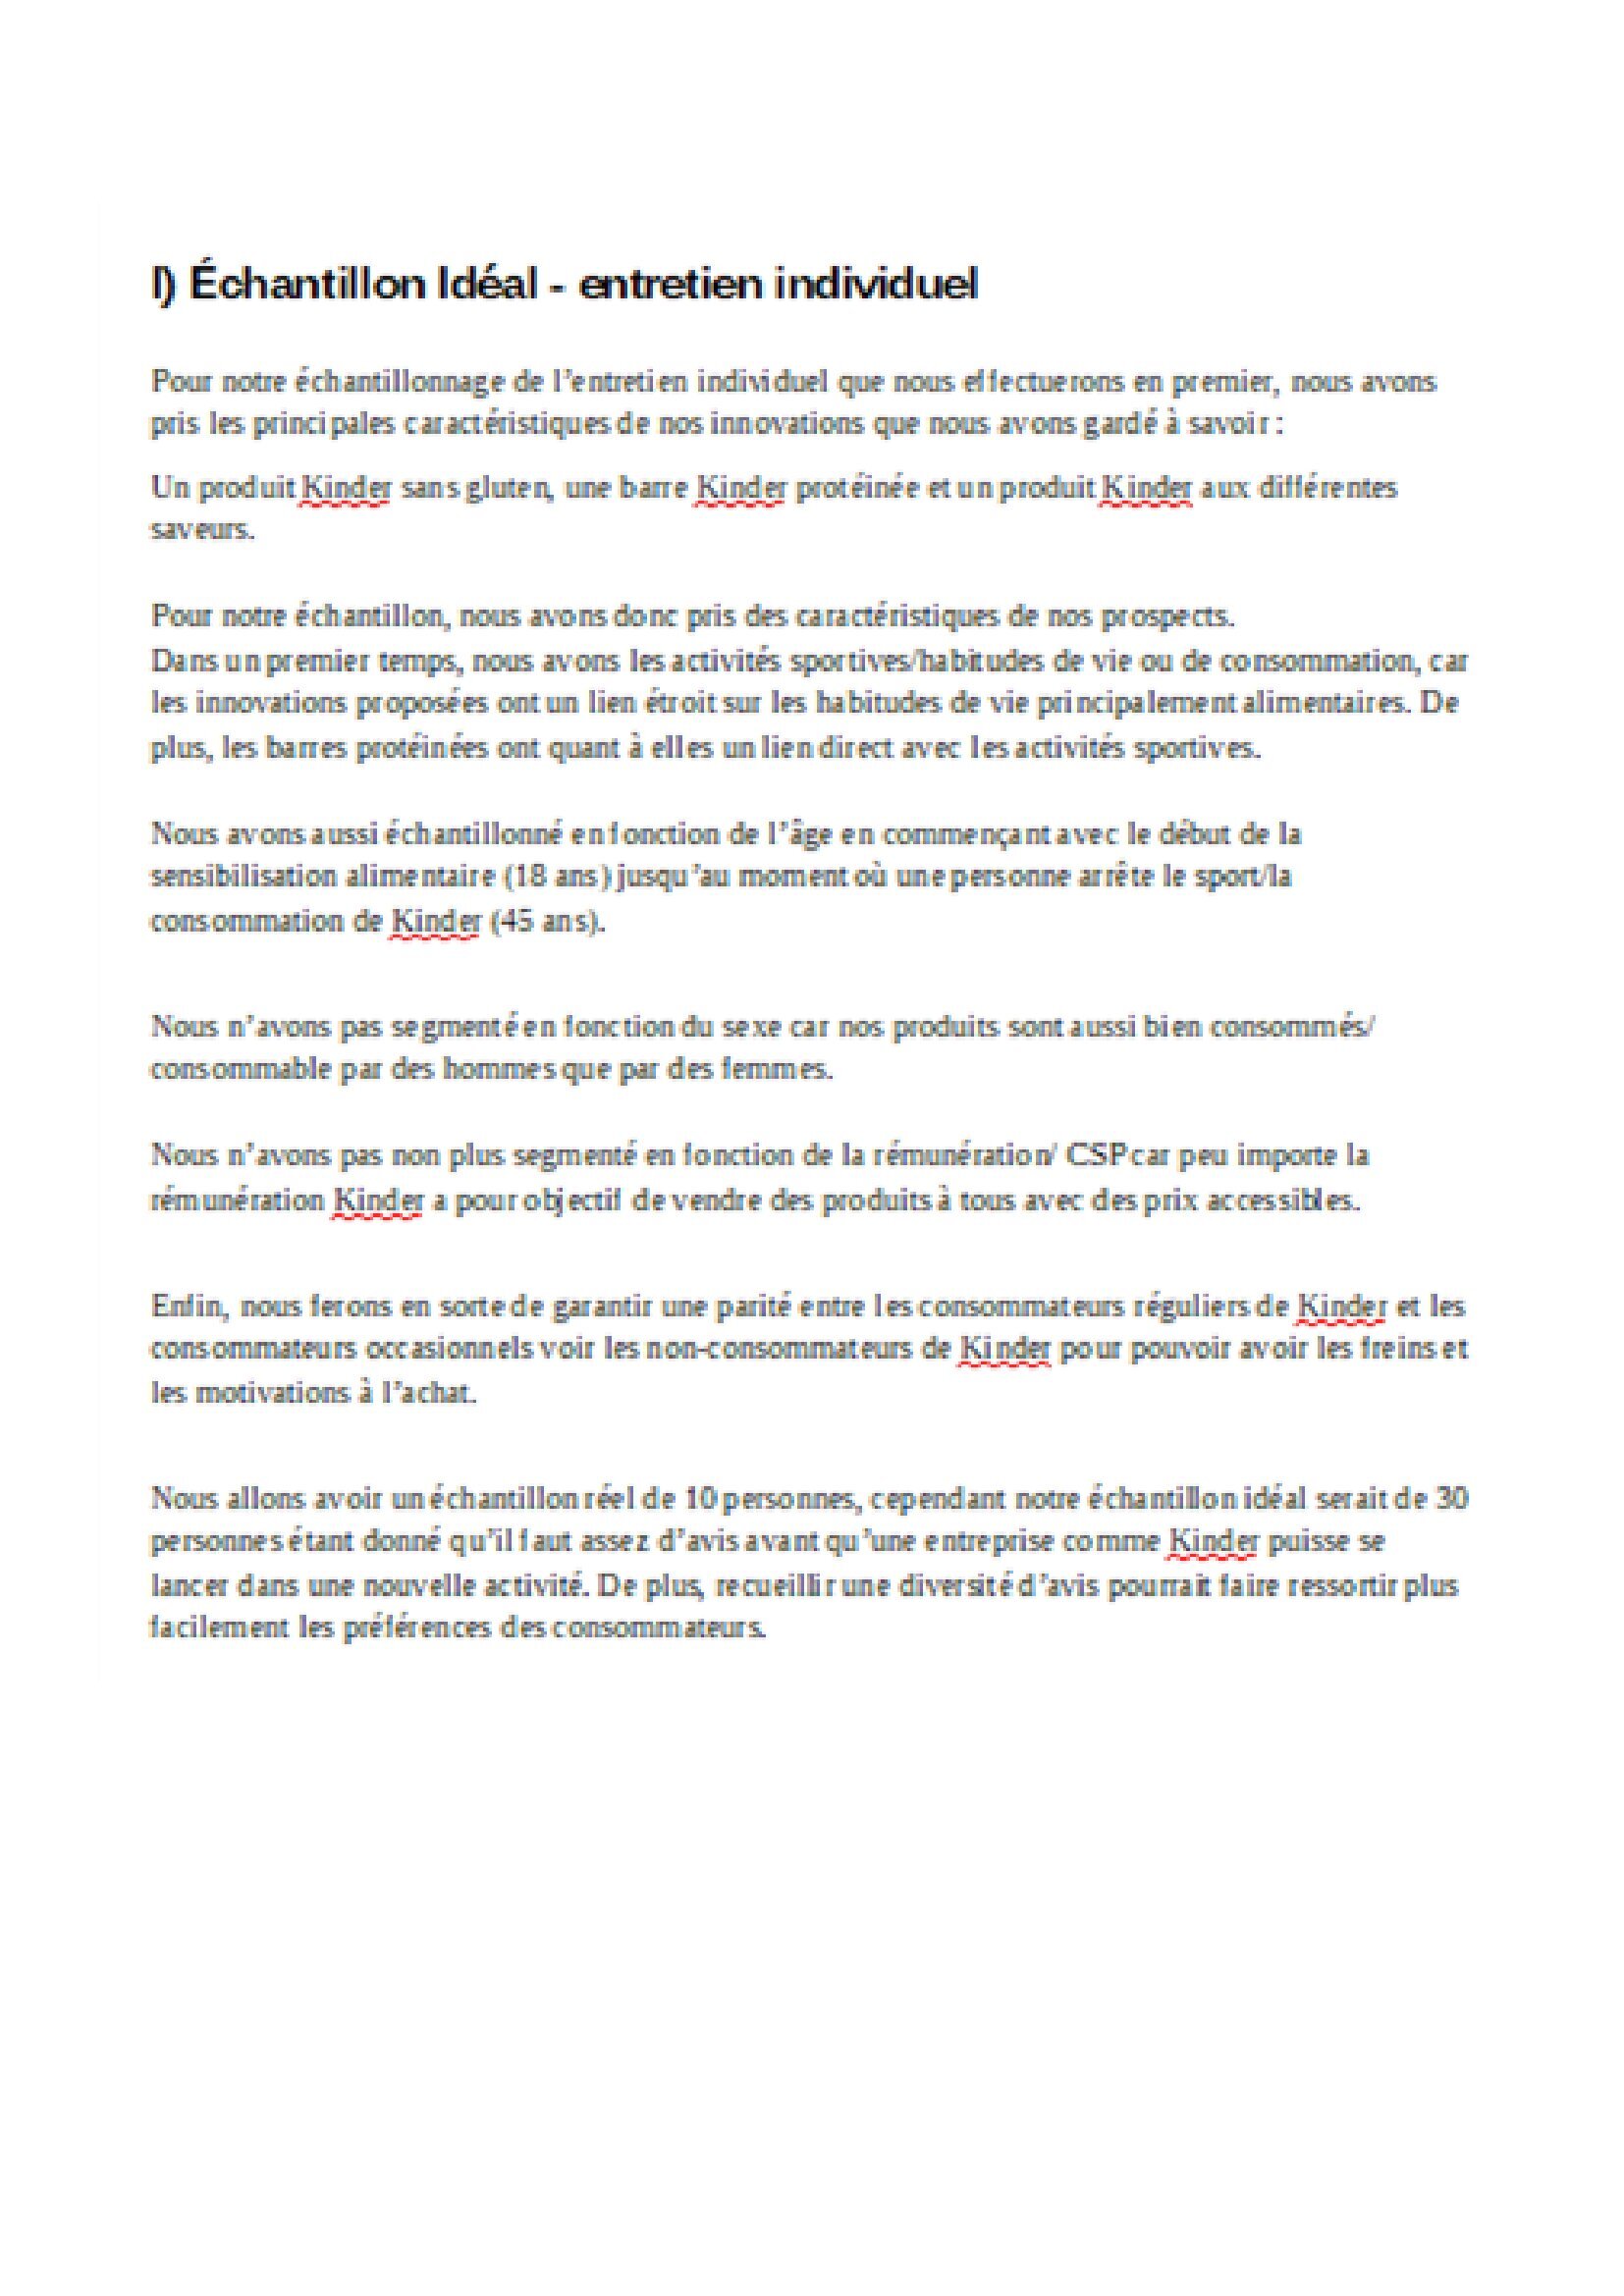 I) Échantillon Idéal - entretien individuel
Pour notre échantillonnage de l’entretien individuel que nous effectuerons en premier, nous avons
pris les principales caractéristiques de nos innovations que nous avons gardé à savoir :
Un produit Kinder sans gluten, une barre Kinder protéinée et un produit Kinder aux différentes
saveurs.
Pour notre échantillon, nous avons donc pris des caractéristiques de nos prospects.
Dans un premier temps, nous avons les activités sportives/habitudes de vie ou de consommation, car
les innovations proposées ont un lien étroit sur les habitudes de vie principalement alimentaires. De
plus, les barres protéinées ont quant à elles un lien direct avec les activités sportives.
Nous avons aussi échantillonné en fonction de l’âge en commençant avec le début de la
sensibilisation alimentaire (18 ans) jusqu’au moment où une personne arrête le sport/la
consommation de Kinder (45 ans).
Nous n’avons pas segmenté en fonction du sexe car nos produits sont aussi bien consommés/
consommable par des hommes que par des femmes.
Nous n’avons pas non plus segmenté en fonction de la rémunération/ CSP car peu importe la
rémunération Kinder a pour objectif de vendre des produits à tous avec des prix accessibles.
Enfin, nous ferons en sorte de garantir une parité entre les consommateurs réguliers de Kinder et les
consommateurs occasionnels voir les non-consommateurs de Kinder pour pouvoir avoir les freins et
les motivations à l’achat.
Nous allons avoir un échantillon réel de 10 personnes, cependant notre échantillon idéal serait de 30
personnes étant donné qu’il faut assez d’avis avant qu’une entreprise comme Kinder puisse se
lancer dans une nouvelle activité. De plus, recueillir une diversité d’avis pourrait faire ressortir plus
facilement les préférences des consommateurs.